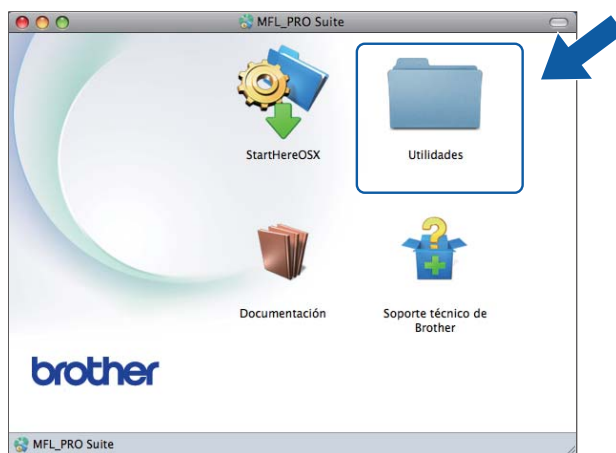 MFL_PRO Suite
StartHereOSX
Utilidades
Documentación
Soporte técnico de
Brother
brother
MFL_PRO Suite